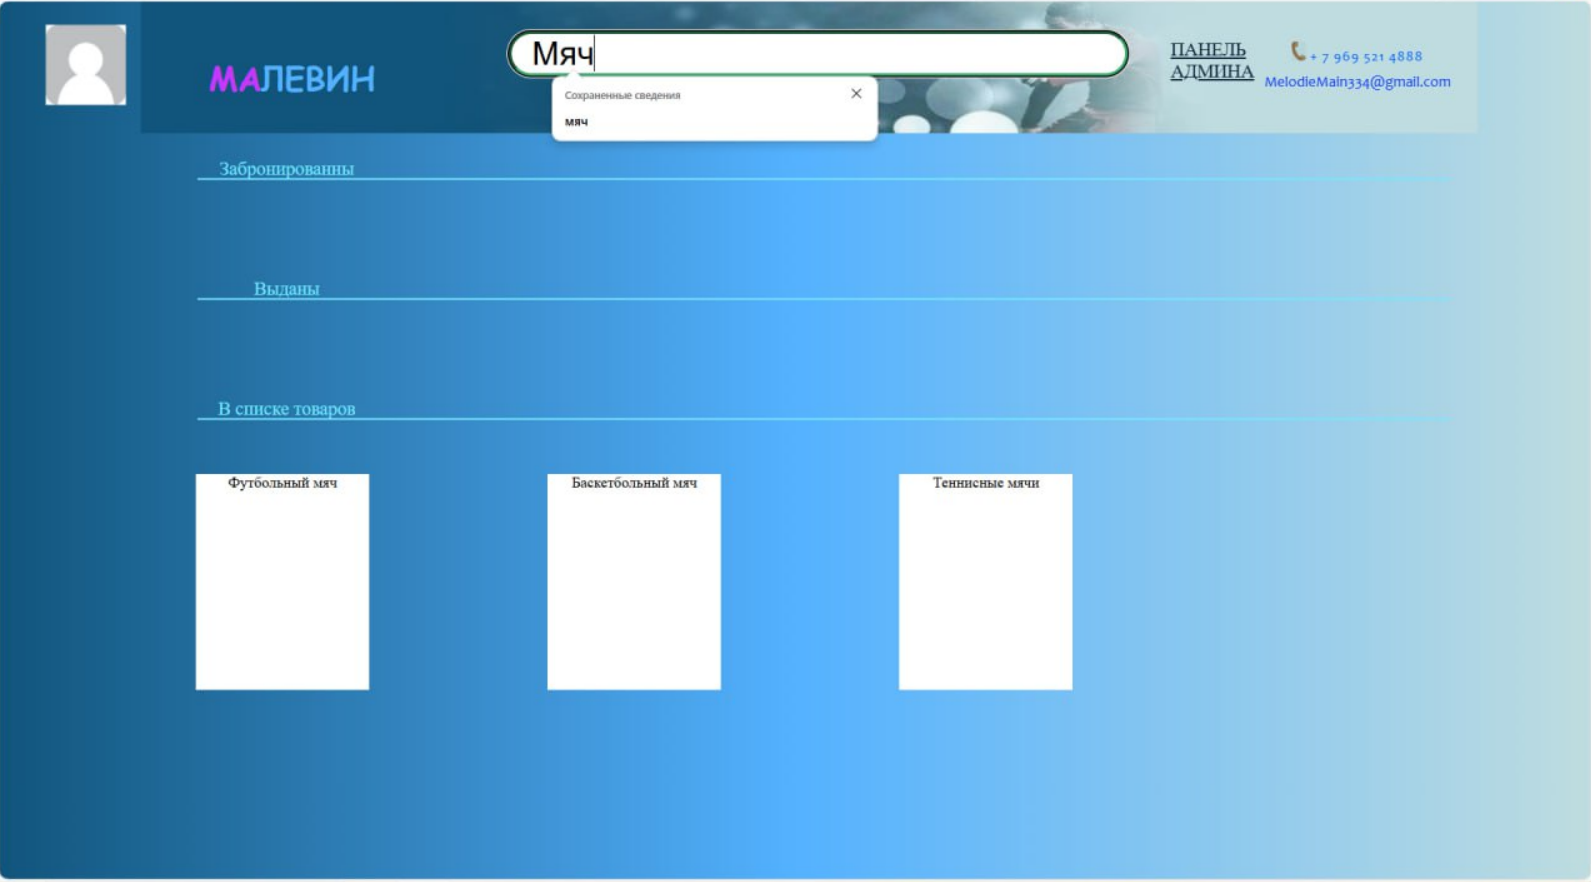 МАЛЕВИН
Мяч
ПАНЕЛЬ
АДМИНА
+ 7 969 521 4888
MelodieMain334@gmail.com
Сохраненные сведения
мяч
Забронированны
Выданы
В списке товаров
Футбольный мяч
Баскетбольный мяч
Теннисные мячи